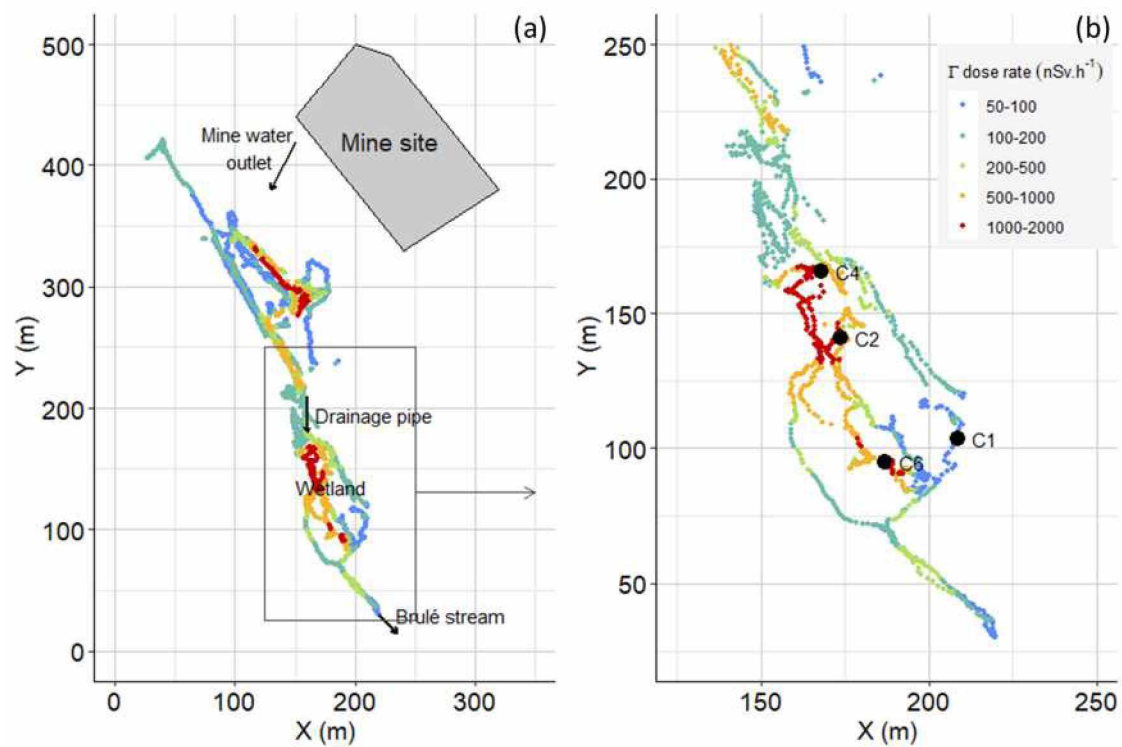 (a)
500
400
300
200
100
0
Y (m)
0
100
200
300
X (m)
Mine site
Mine water
outlet
Drainage pipe
Wetland
Brulé stream
(b)
250
200
150
100
50
Y (m)
150
200
250
X (m)
Γ dose rate (nSv.h⁻¹)
50-100
100-200
200-500
500-1000
1000-2000
C4
C2
C1
C6